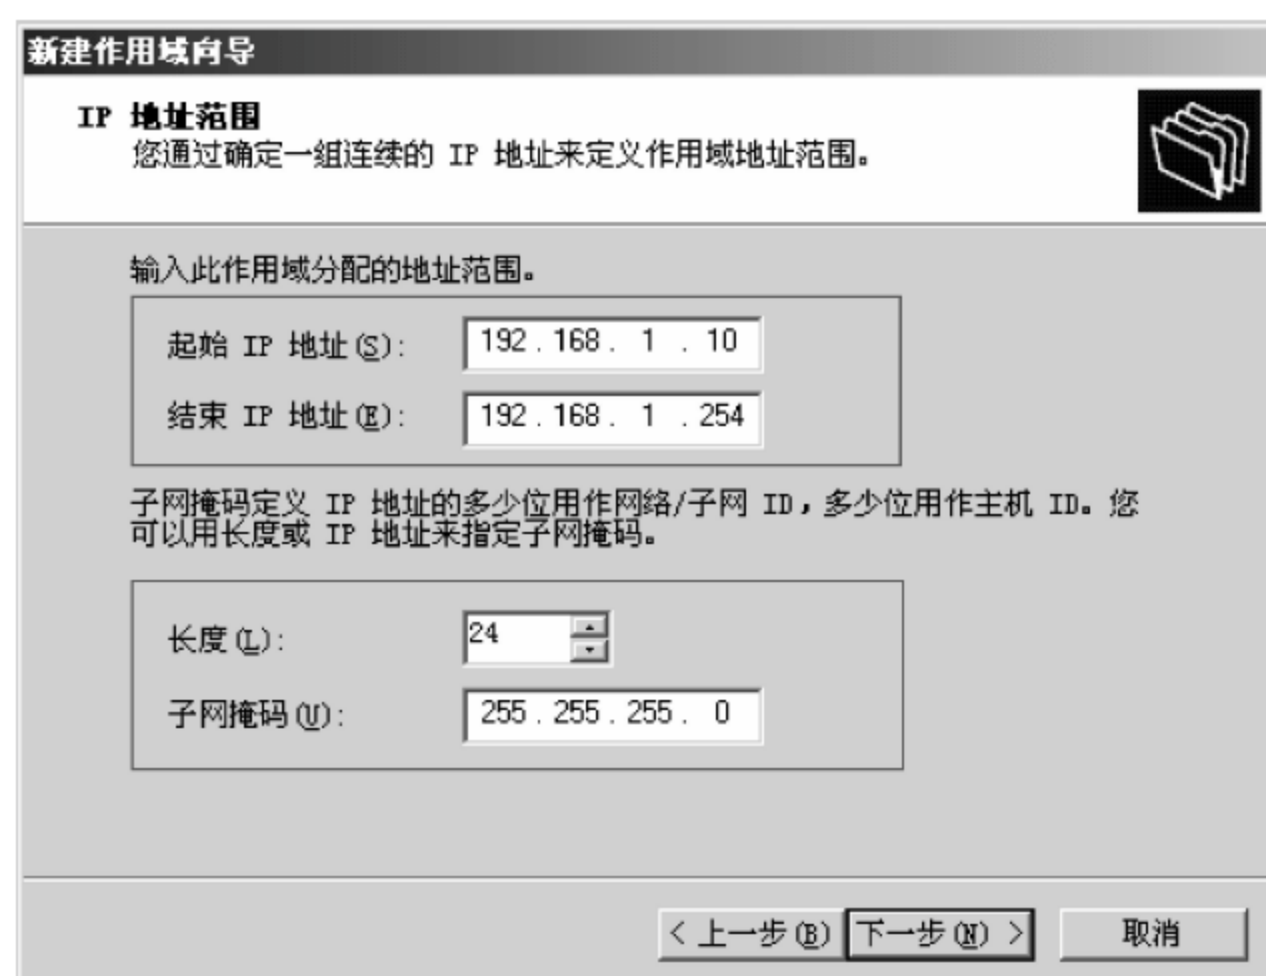 新建作用域向导
IP 地址范围
您通过确定一组连续的 IP 地址来定义作用域地址范围。
输入此作用域分配的地址范围。
起始 IP 地址(S): 192.168. 1 .10
结束 IP 地址(E): 192.168. 1 .254
子网掩码定义 IP 地址的多少位用作网络/子网 ID,多少位用作主机 ID。您
可以用长度或 IP 地址来指定子网掩码。
长度(L): 24
子网掩码(U): 255.255.255. 0
< 上一步(B) 下一步(N) > 取消